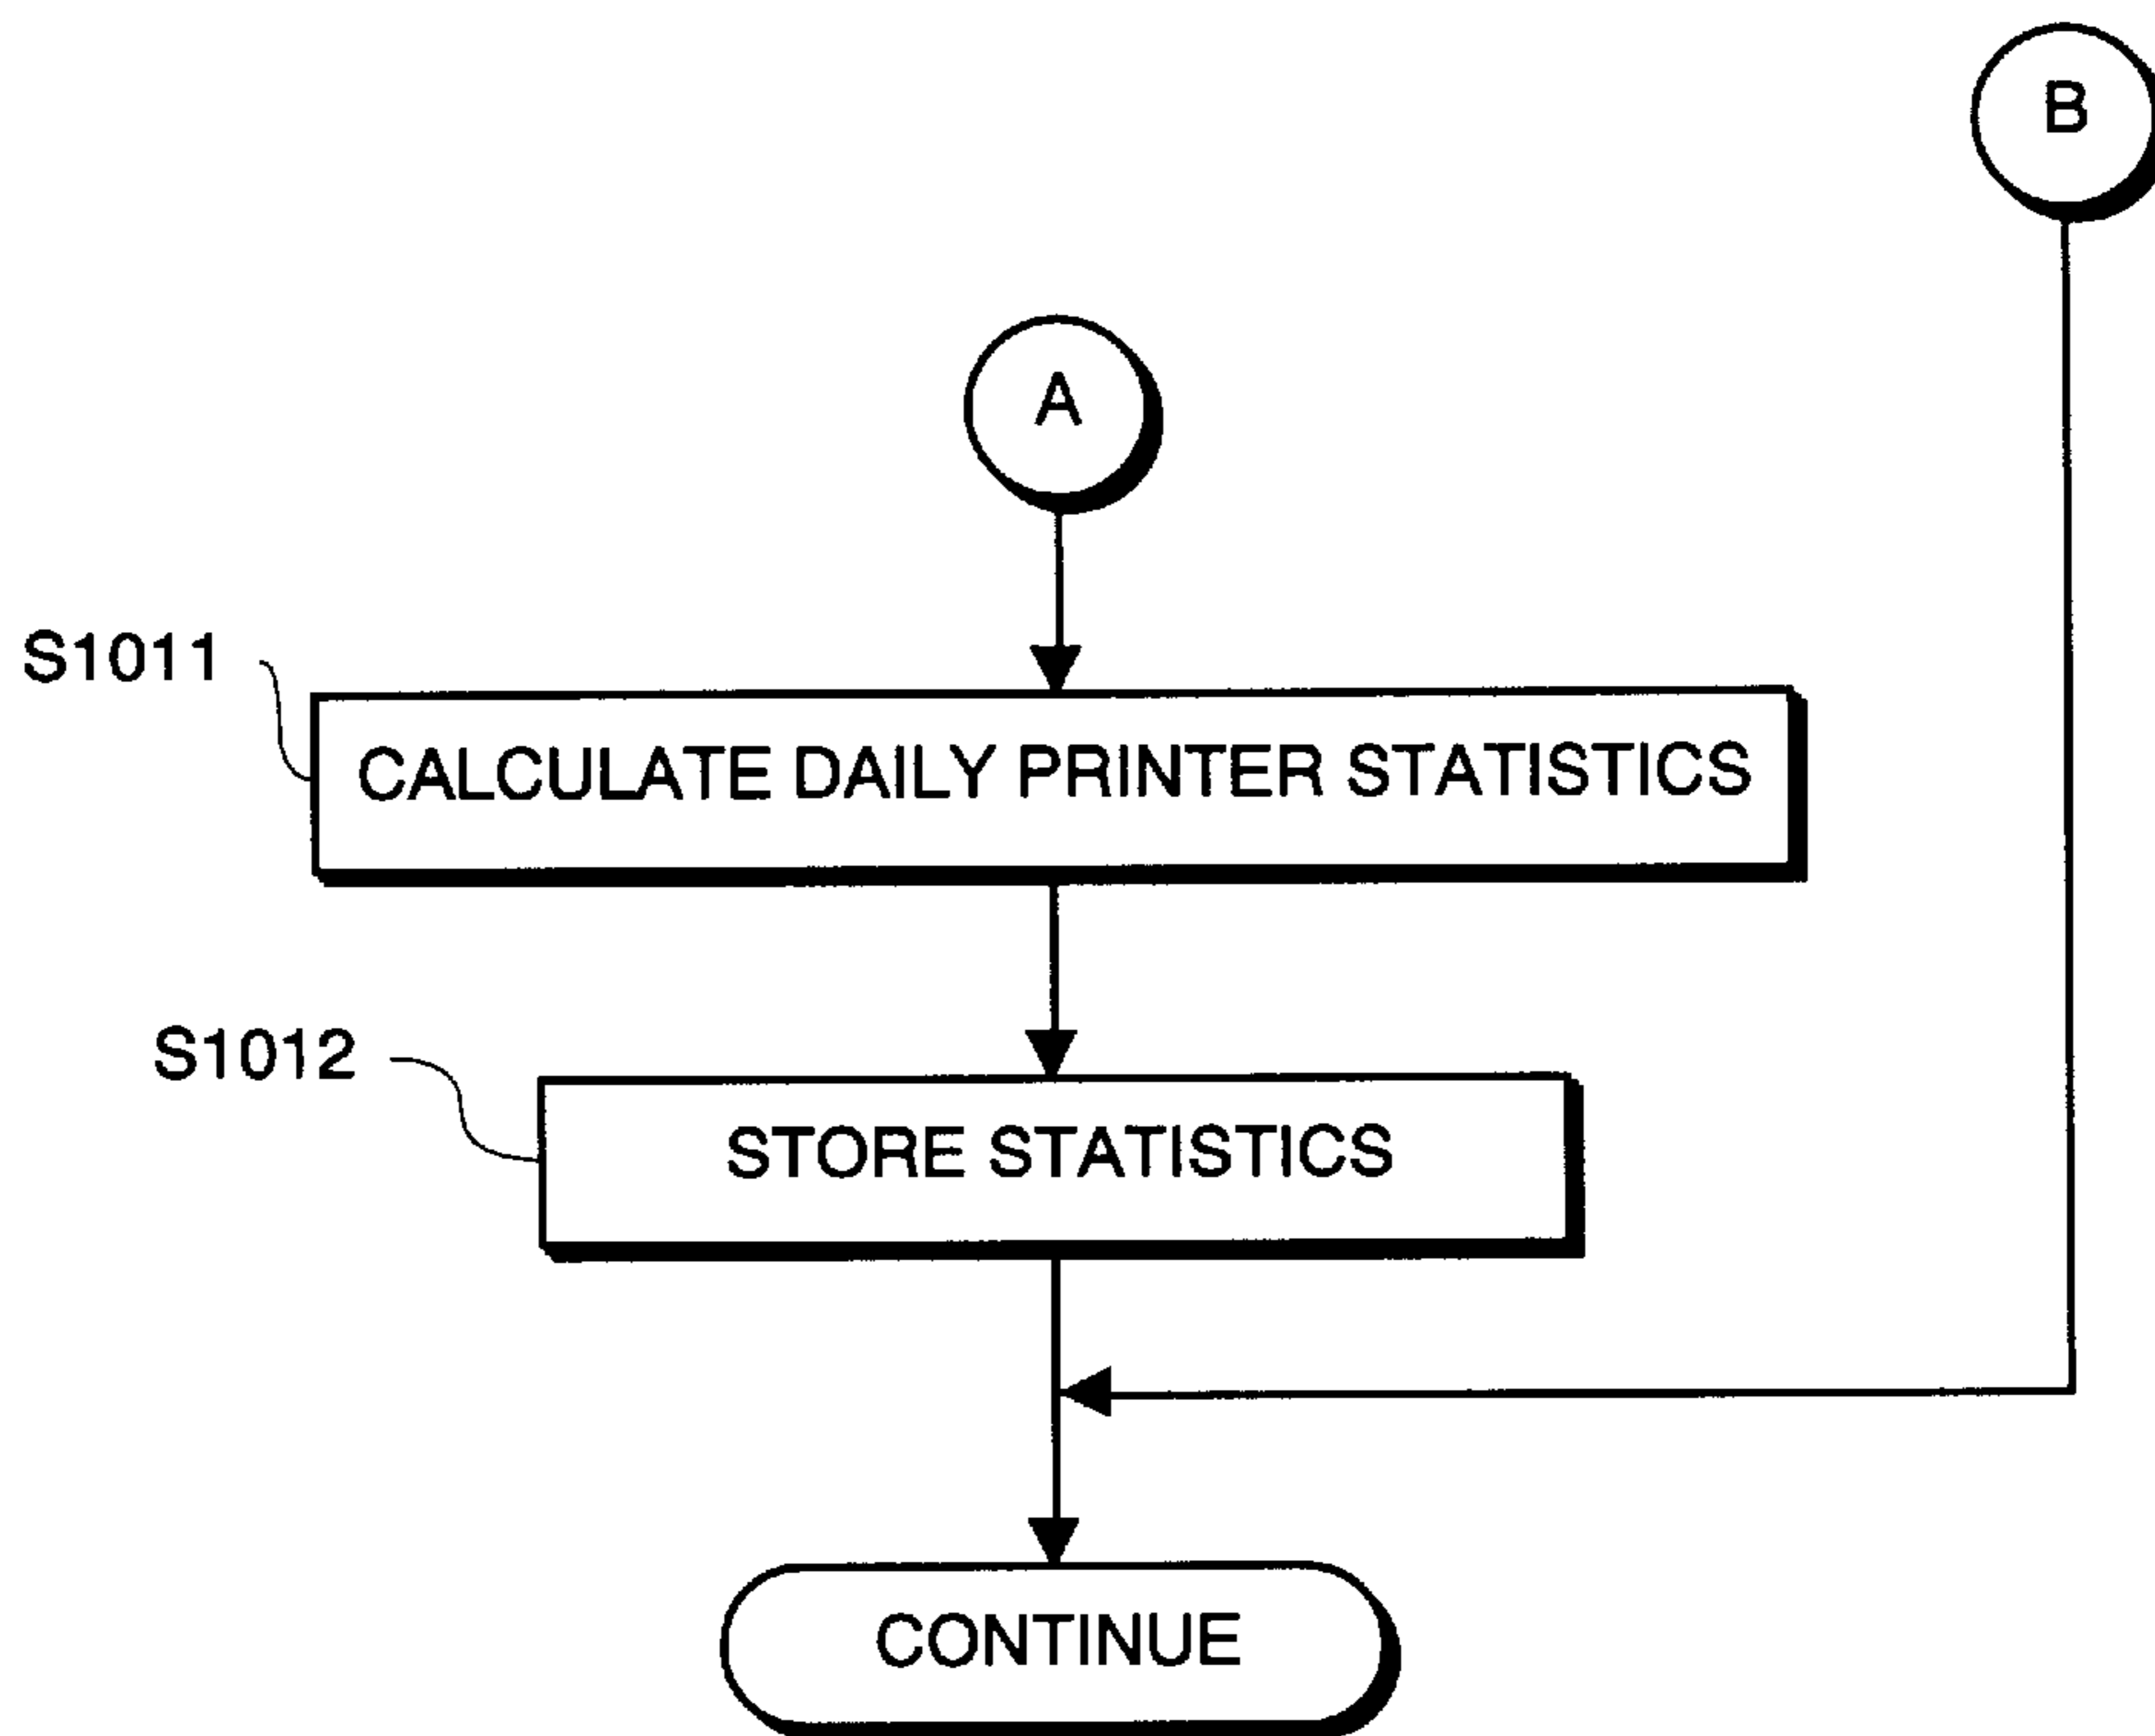 B
A
S1011
CALCULATE DAILY PRINTER STATISTICS
S1012
STORE STATISTICS
CONTINUE